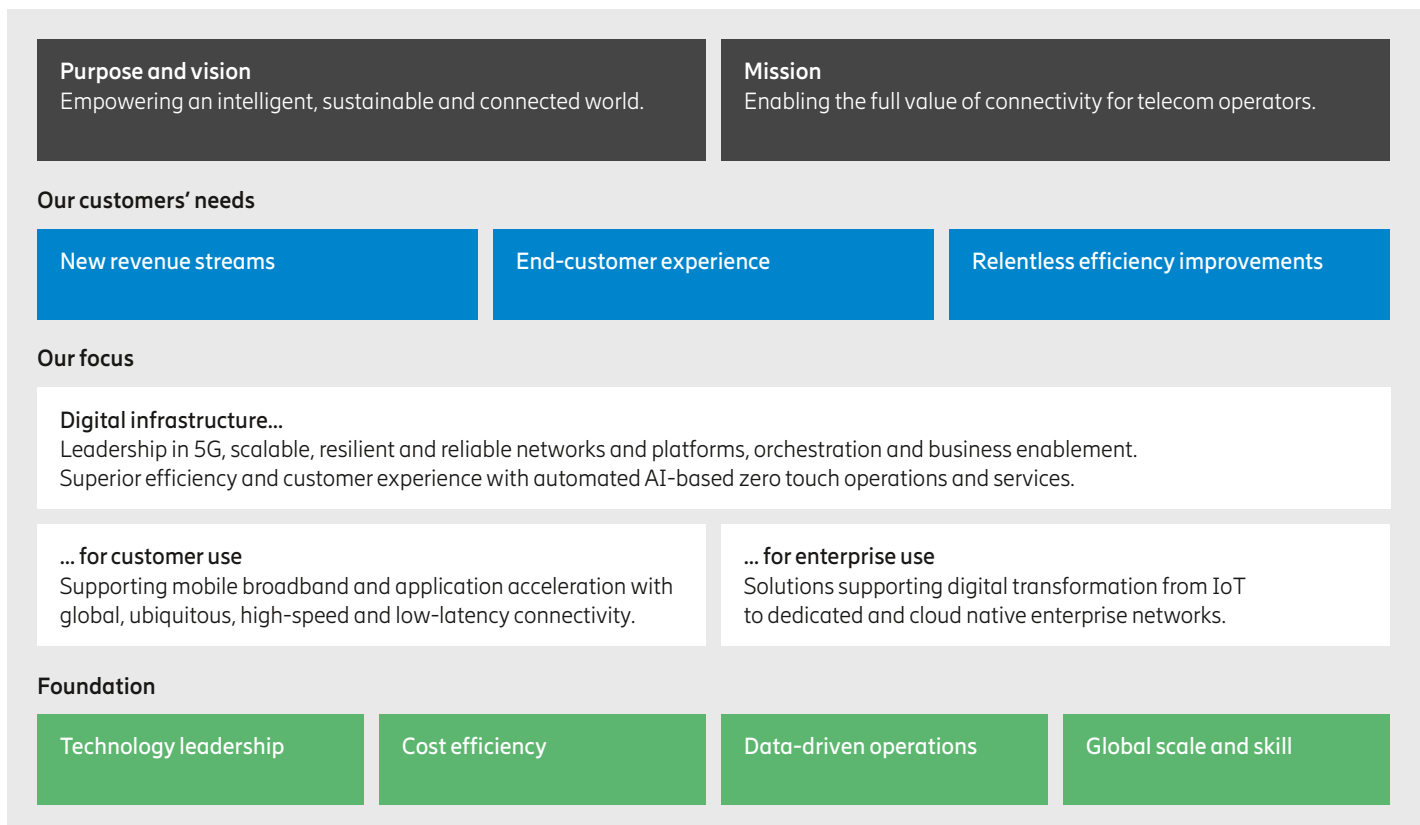 Purpose and vision
Empowering an intelligent, sustainable and connected world.
Mission
Enabling the full value of connectivity for telecom operators.
Our customers’ needs
New revenue streams
End-customer experience
Relentless efficiency improvements
Our focus
Digital infrastructure...
Leadership in 5G, scalable, resilient and reliable networks and platforms, orchestration and business enablement.
Superior efficiency and customer experience with automated AI-based zero touch operations and services.
... for customer use
Supporting mobile broadband and application acceleration with
global, ubiquitous, high-speed and low-latency connectivity.
... for enterprise use
Solutions supporting digital transformation from IoT
to dedicated and cloud native enterprise networks.
Foundation
Technology leadership
Cost efficiency
Data-driven operations
Global scale and skill